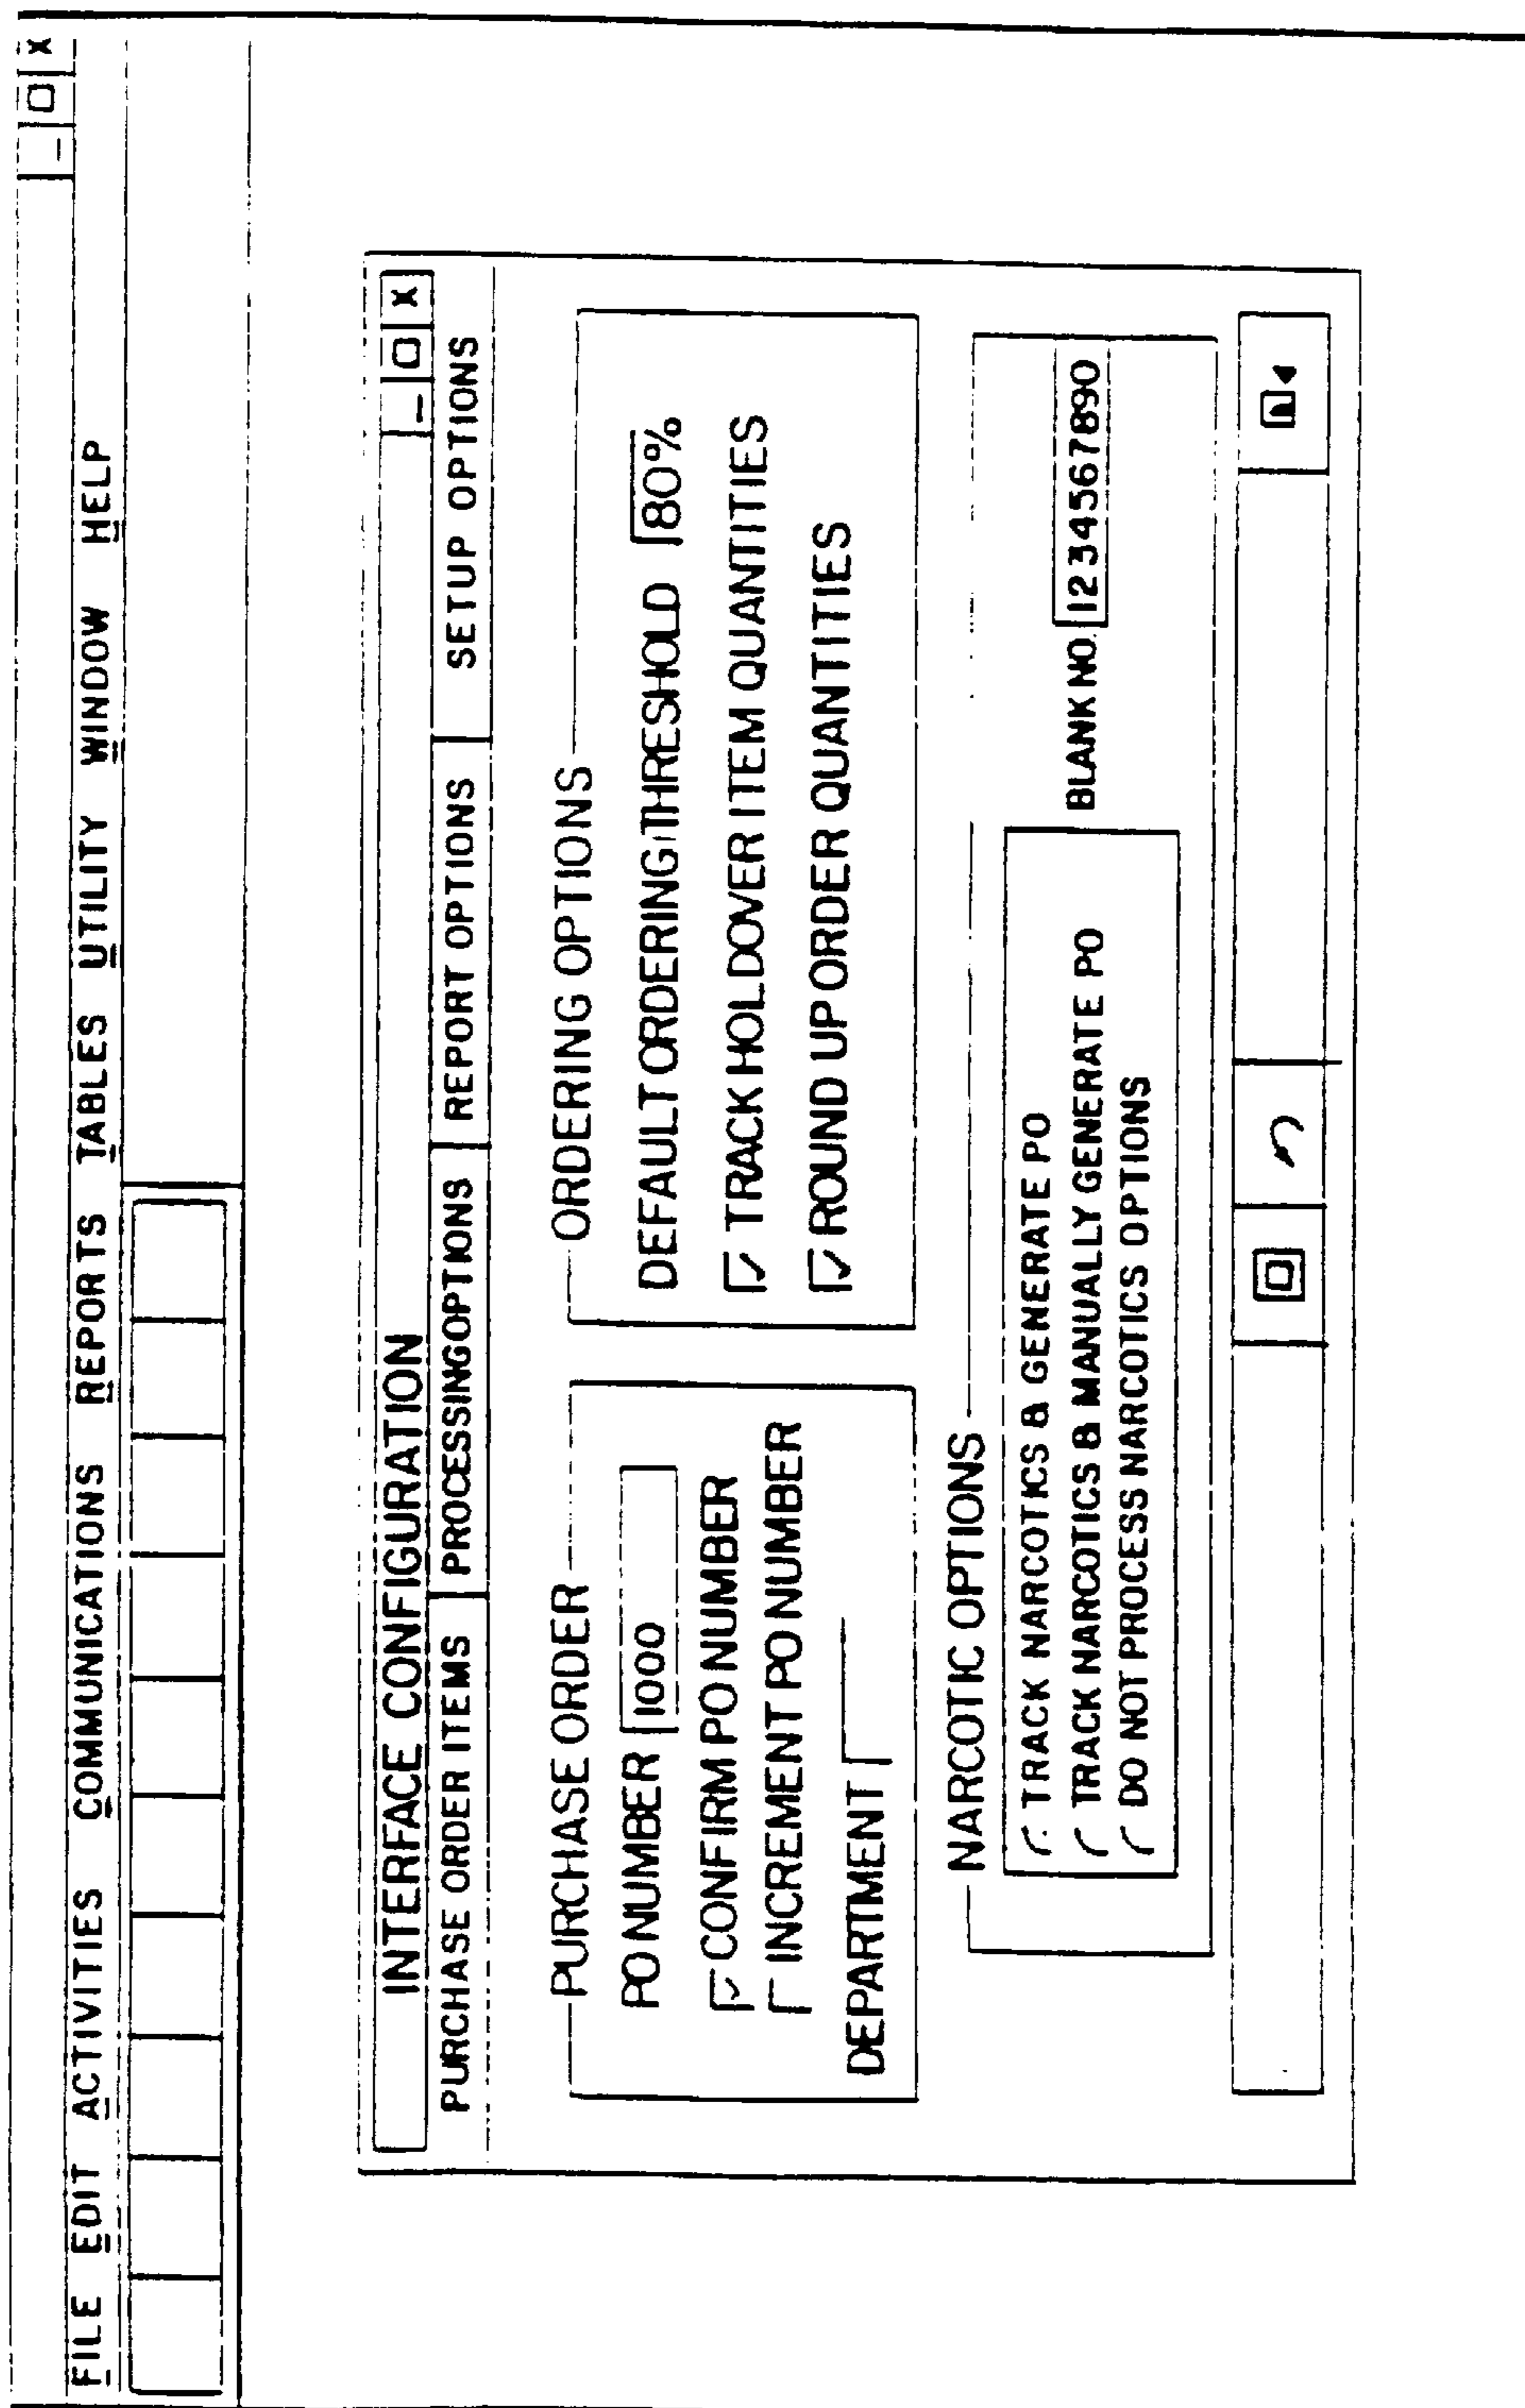 FILE EDIT ACTIVITIES COMMUNICATIONS REPORTS TABLES UTILITY WINDOW HELP
INTERFACE CONFIGURATION
PURCHASE ORDER ITEMS PROCESSING OPTIONS REPORT OPTIONS SETUP OPTIONS
PURCHASE ORDER
PO NUMBER 1000
CONFIRM PO NUMBER
INCREMENT PO NUMBER
DEPARTMENT
ORDERING OPTIONS
DEFAULT ORDERING THRESHOLD 80%
TRACK HOLDOVER ITEM QUANTITIES
ROUND UP ORDER QUANTITIES
NARCOTIC OPTIONS
TRACK NARCOTICS & GENERATE PO
TRACK NARCOTICS & MANUALLY GENERATE PO
DO NOT PROCESS NARCOTICS OPTIONS
BLANK NO. 1234567890